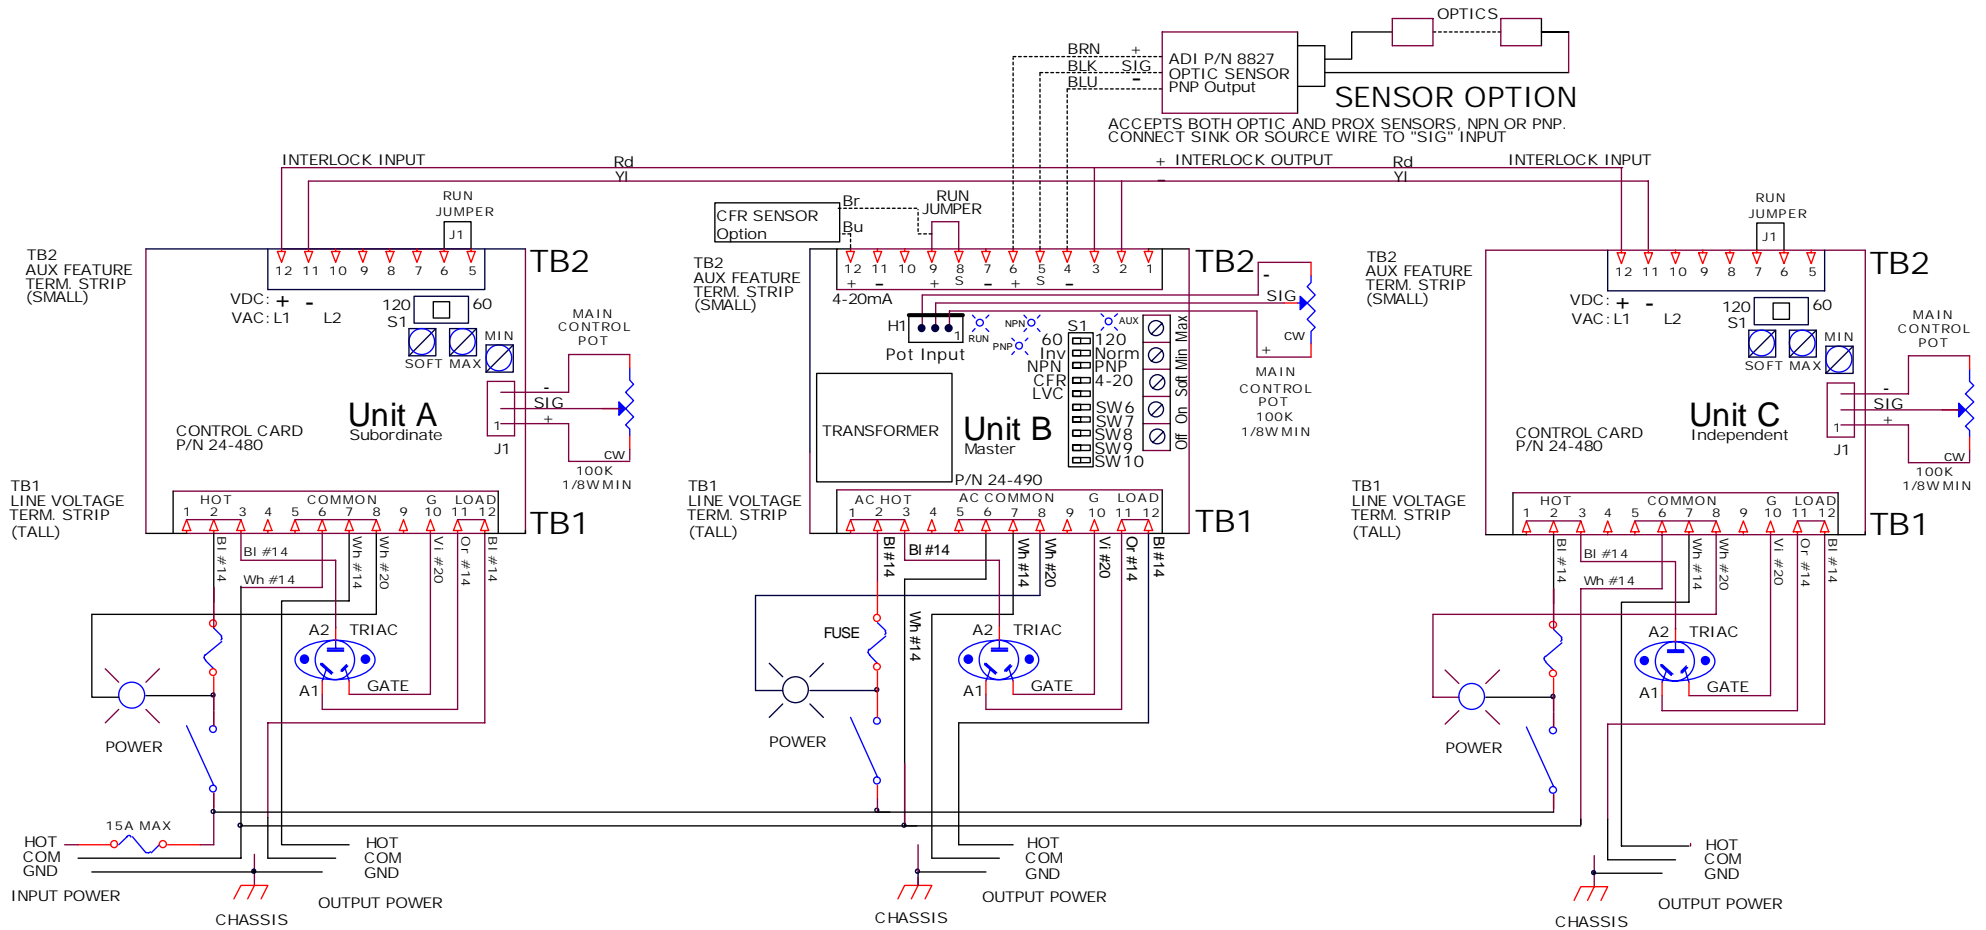 OPTICS
BRN +
BLK SIG
BLU -
ADI P/N 8827
OPTIC SENSOR
PNP Output
SENSOR OPTION
ACCEPTS BOTH OPTIC AND PROX SENSORS, NPN OR PNP.
CONNECT SINK OR SOURCE WIRE TO "SIG" INPUT
INTERLOCK INPUT
Rd
Yl
+ INTERLOCK OUTPUT
-
Rd
Yl
INTERLOCK INPUT
RUN
JUMPER
J1
TB2
AUX FEATURE
TERM. STRIP
(SMALL)
12 11 10 9 8 7 6 5
TB2
VDC: + -
VAC: L1 L2
120 60
S1
SOFT MAX MIN
MAIN
CONTROL
POT
-
SIG
+
1
J1
cw
100K
1/8W MIN
Unit A
Subordinate
CONTROL CARD
P/N 24-480
TB1
LINE VOLTAGE
TERM. STRIP
(TALL)
HOT COMMON G LOAD
1 2 3 4 5 6 7 8 9 10 11 12
TB1
Bl #14
Bl #14
Wh #14
Wh #14
Wh #20
Vi #20
Or #14
Bl #14
A2 TRIAC
A1 GATE
POWER
15A MAX
HOT
COM
GND
INPUT POWER
CHASSIS
HOT
COM
GND
OUTPUT POWER
CFR SENSOR
Option
Br
Bu
RUN
JUMPER
TB2
AUX FEATURE
TERM. STRIP
(SMALL)
12 11 10 9 8 7 6 5 4 3 2 1
+ - + S - + S -
4-20mA
TB2
H1
1
Pot Input
RUN
NPN
PNP
AUX
S1
60 120
Inv Norm
NPN PNP
CFR 4-20
LVC
SW6
SW7
SW8
SW9
SW10
Off On Soft Min Max
-
SIG
cw
+
MAIN
CONTROL
POT
100K
1/8W MIN
TRANSFORMER
Unit B
Master
P/N 24-490
TB1
LINE VOLTAGE
TERM. STRIP
(TALL)
AC HOT AC COMMON G LOAD
1 2 3 4 5 6 7 8 9 10 11 12
TB1
Bl #14
Bl #14
Wh #14
Wh #14
Wh #20
Vi #20
Or #14
Bl #14
FUSE
A2 TRIAC
A1 GATE
POWER
CHASSIS
HOT
COM
GND
OUTPUT POWER
RUN
JUMPER
J1
TB2
AUX FEATURE
TERM. STRIP
(SMALL)
12 11 10 9 8 7 6 5
TB2
VDC: + -
VAC: L1 L2
120 60
S1
SOFT MAX MIN
MAIN
CONTROL
POT
-
SIG
+
1
J1
cw
100K
1/8W MIN
Unit C
Independent
CONTROL CARD
P/N 24-480
TB1
LINE VOLTAGE
TERM. STRIP
(TALL)
HOT COMMON G LOAD
1 2 3 4 5 6 7 8 9 10 11 12
TB1
Bl #14
Bl #14
Wh #14
Wh #14
Wh #20
Vi #20
Or #14
Bl #14
A2 TRIAC
A1 GATE
POWER
CHASSIS
HOT
COM
GND
OUTPUT POWER